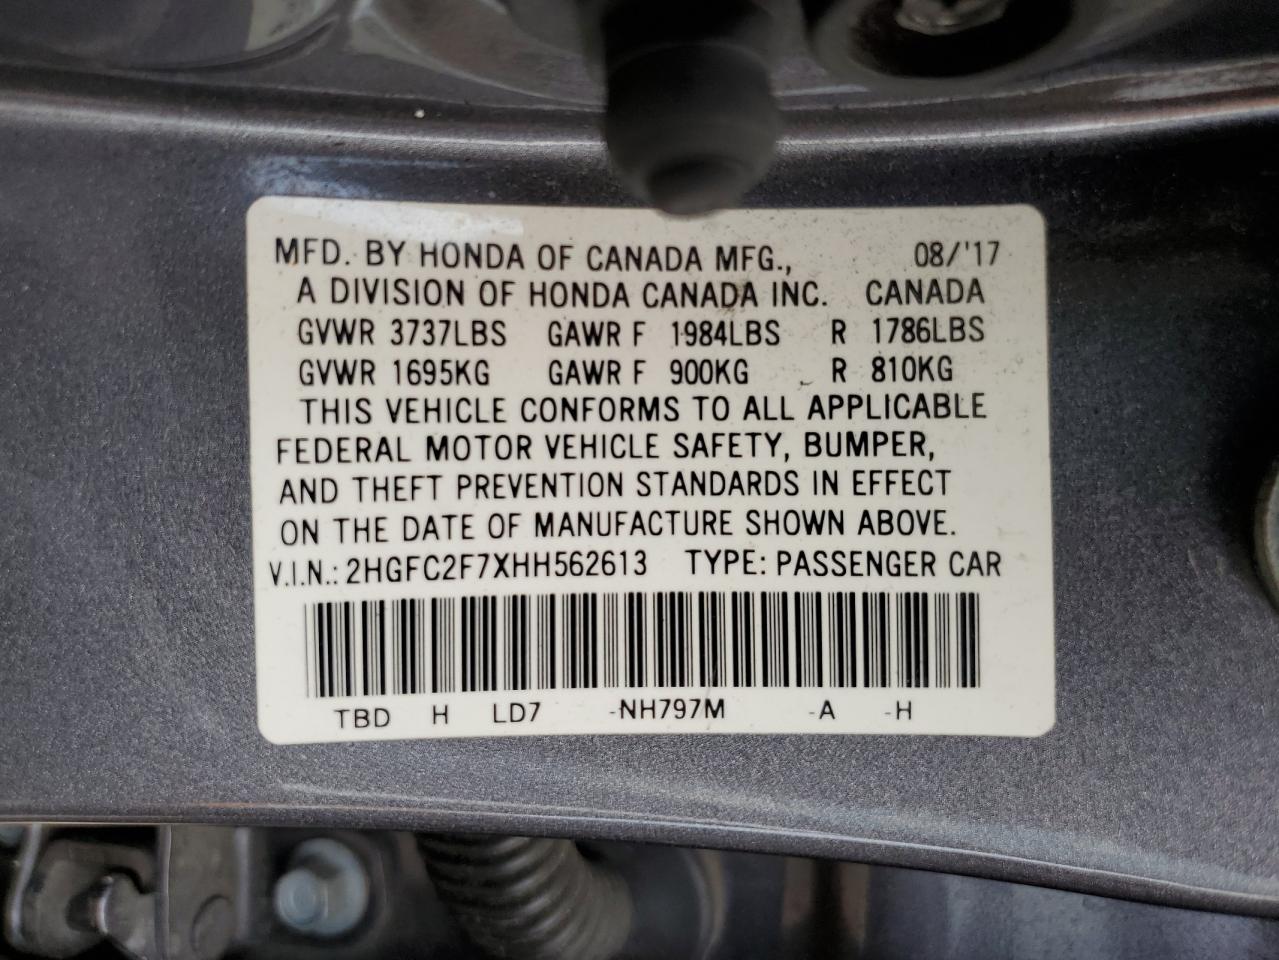 MFD. BY HONDA OF CANADA MFG., 08/'17
A DIVISION OF HONDA CANADA INC. CANADA
GVWR 3737LBS GAWR F 1984LBS R 1786LBS
GVWR 1695KG GAWR F 900KG R 810KG
THIS VEHICLE CONFORMS TO ALL APPLICABLE
FEDERAL MOTOR VEHICLE SAFETY, BUMPER,
AND THEFT PREVENTION STANDARDS IN EFFECT
ON THE DATE OF MANUFACTURE SHOWN ABOVE.
V.I.N.: 2HGFC2F7XHH562613 TYPE: PASSENGER CAR
TBD H LD7 -NH797M -A -H